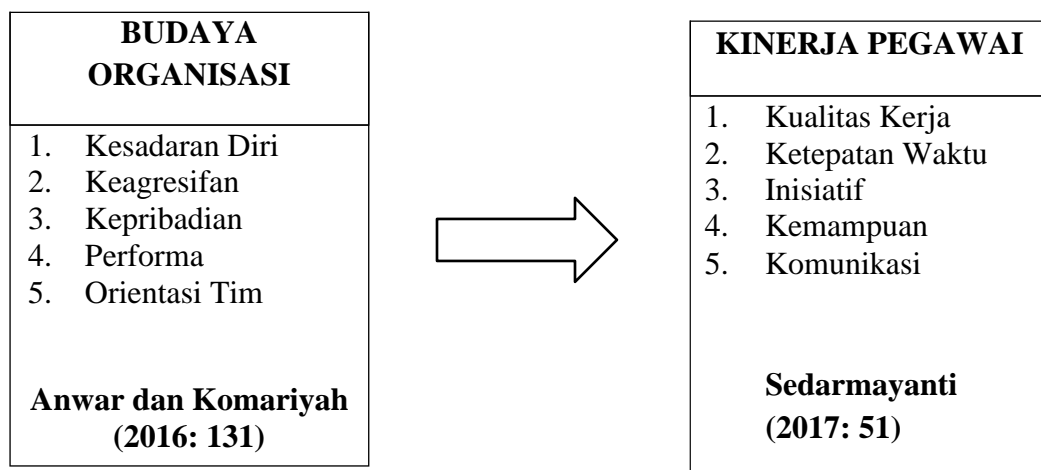 BUDAYA
ORGANISASI
1. Kesadaran Diri
2. Keagresifan
3. Kepribadian
4. Performa
5. Orientasi Tim
Anwar dan Komariyah
(2016: 131)
KINERJA PEGAWAI
1. Kualitas Kerja
2. Ketepatan Waktu
3. Inisiatif
4. Kemampuan
5. Komunikasi
Sedarmayanti
(2017: 51)